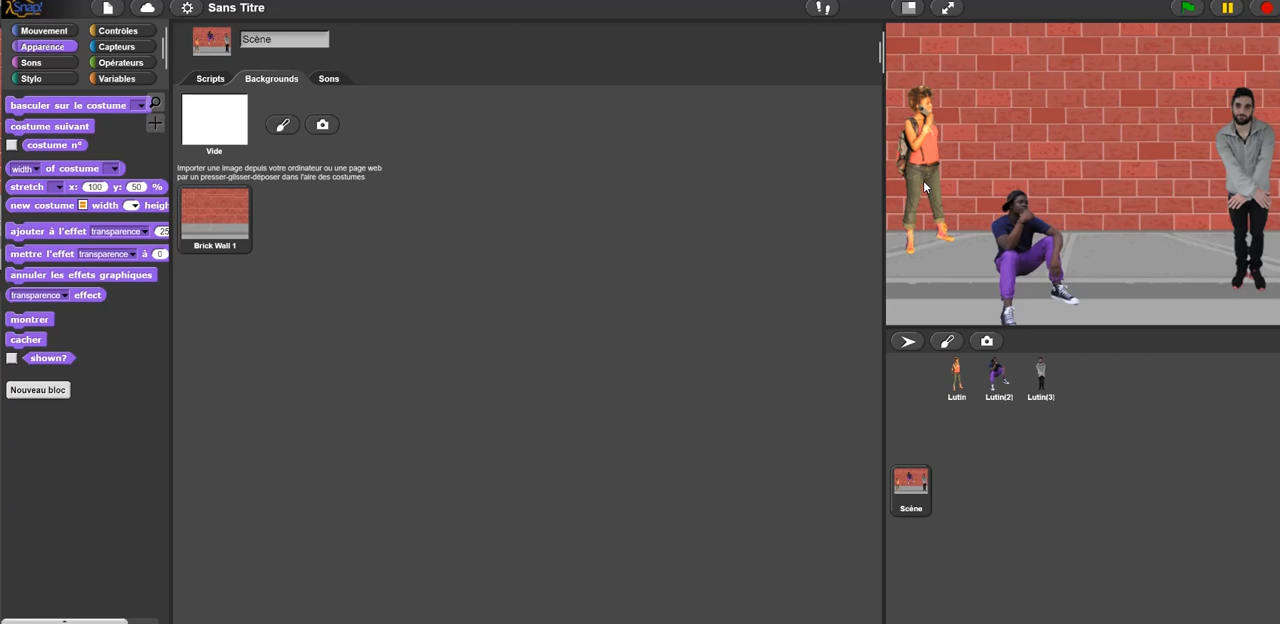 Snap!
Sans Titre
Mouvement
Contrôles
Apparence
Capteurs
Sons
Opérateurs
Stylo
Variables
basculer sur le costume
costume suivant
costume n°
width of costume
stretch x: 100 y: 50 %
new costume width heigh
ajouter à l'effet transparence 25
mettre l'effet transparence à 0
annuler les effets graphiques
transparence effect
montrer
cacher
shown?
Nouveau bloc
Scène
Scripts
Backgrounds
Sons
Vide
Importer une image depuis votre ordinateur ou une page web
par un presser-glisser-déposer dans l'aire des costumes
Brick Wall 1
Lutin
Lutin(2)
Lutin(3)
Scène